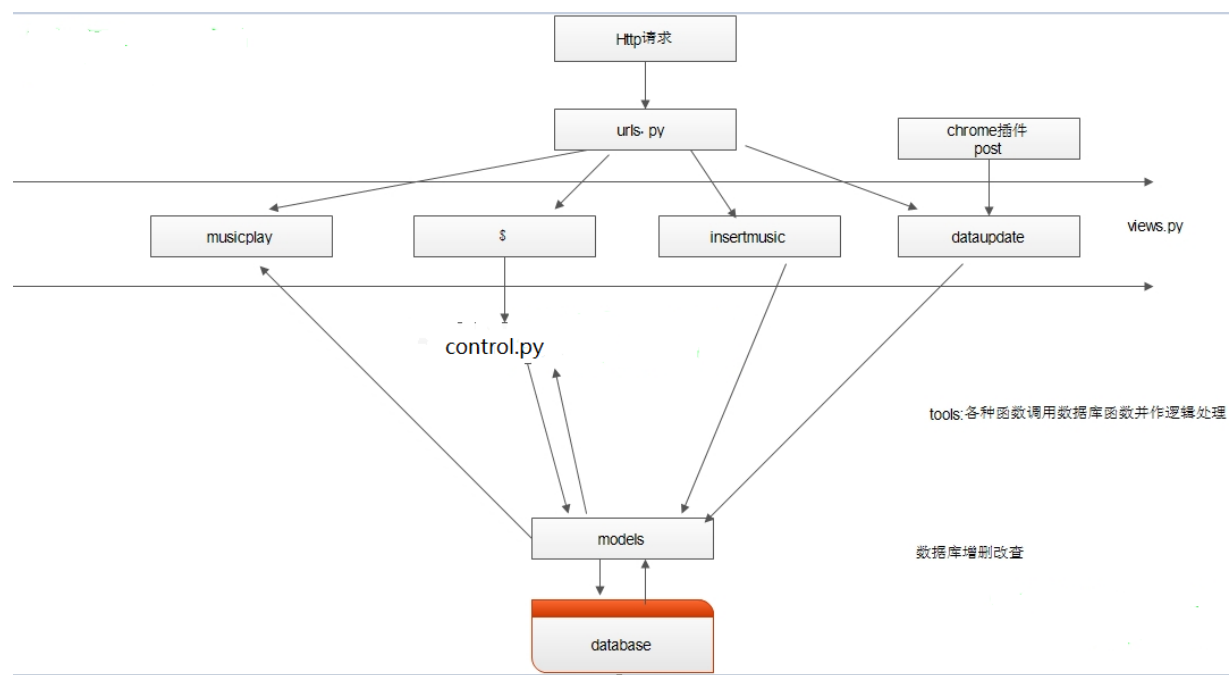 Http请求
urls. py
chrome插件
post
musicplay
$
insertmusic
dataupdate
views.py
control.py
tools:各种函数调用数据库函数并作逻辑处理
models
数据库增删改查
database